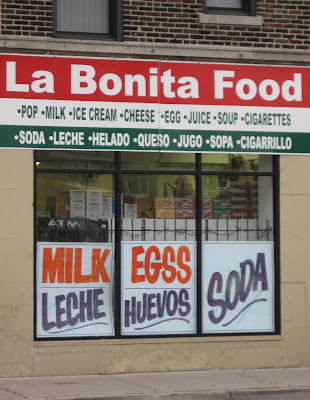 La Bonita Food
•POP •MILK •ICE CREAM •CHEESE •EGG •JUICE •SOUP •CIGARETTES
•SODA •LECHE •HELADO •QUESO •JUGO •SOPA •CIGARRILLO
ATM
MILK
LECHE
EGSS
HUEVOS
SODA